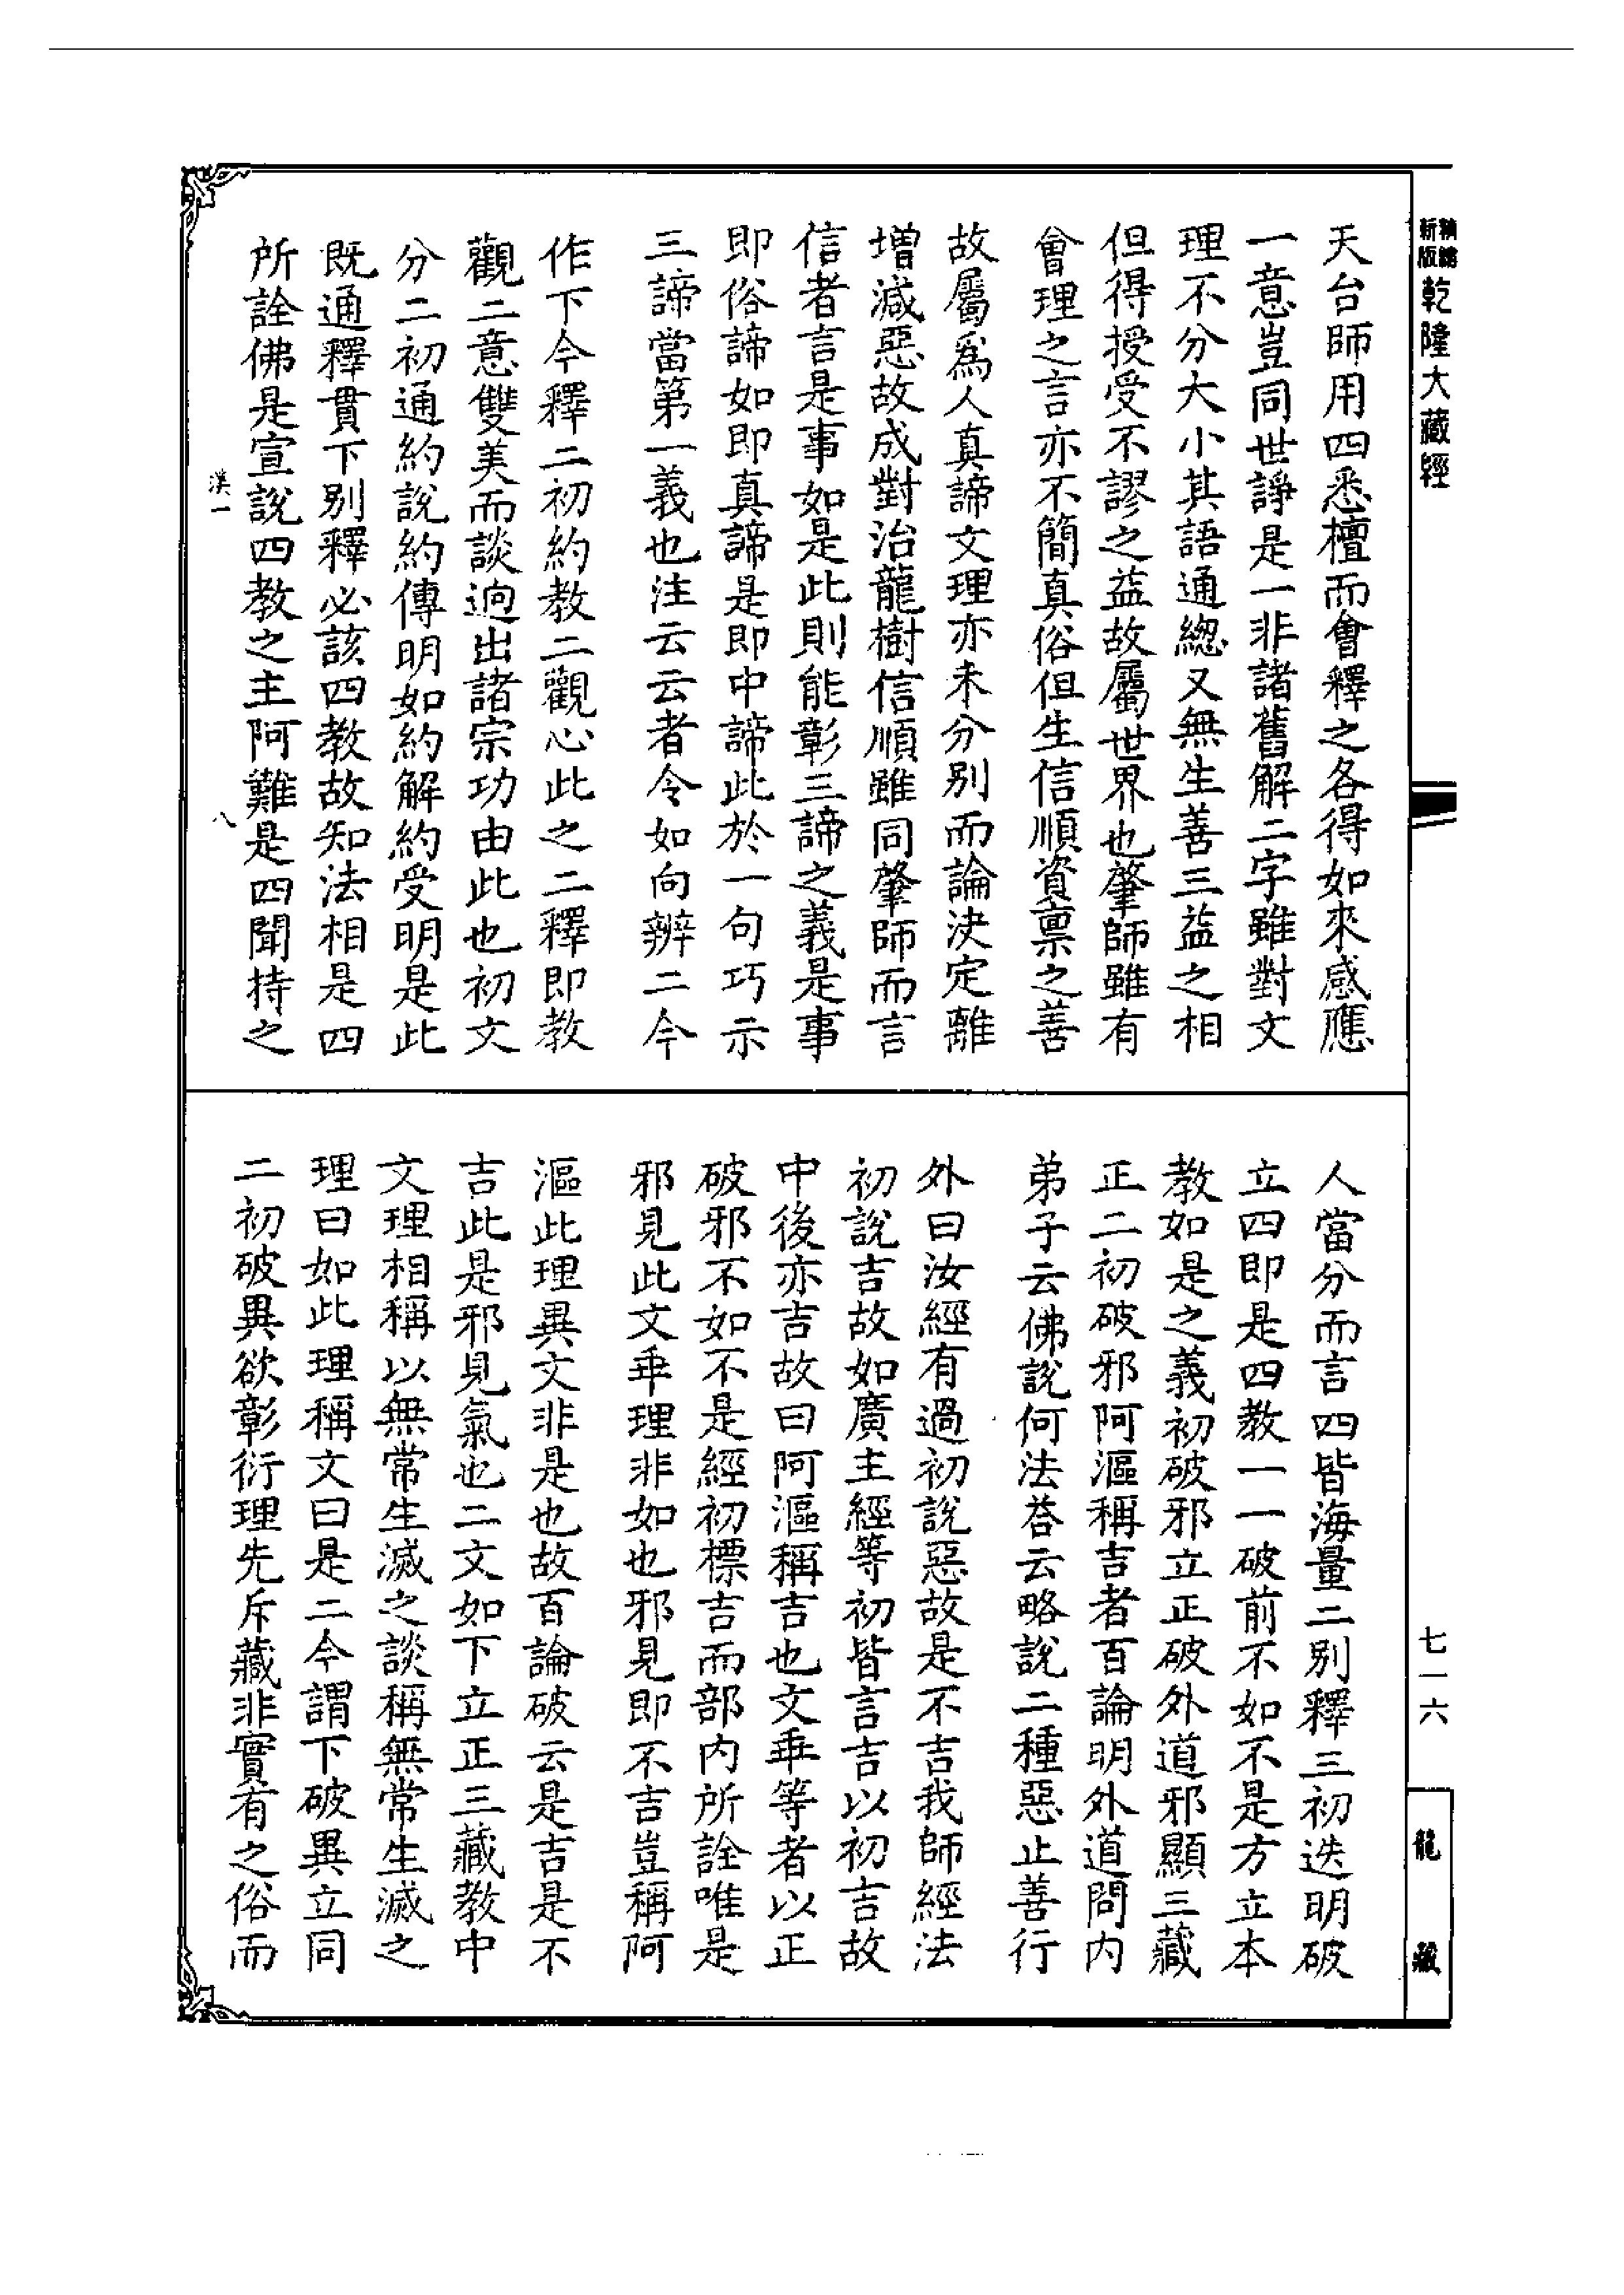 新版
精縮
乾隆大藏經
天台師用四悉檀而會釋之各得如來感應
一意豈同世諍是一非諸舊解二字雖對文
理不分大小其語通總又無生善三益之相
但得授受不謬之益故屬世界也肇師雖有
會理之言亦不簡真俗但生信順資稟之善
故屬爲人真諦文理亦未分別而論決定離
增減惡故成對治龍樹信順雖同肇師而言
信者言是事如是此則能彰三諦之義是事
即俗諦如即真諦是即中諦此於一句巧示
三諦當第一義也注云云者令如向辨二今
作下今釋二初約教二觀心此之二釋即教
觀二意雙美而談逈出諸宗功由此也初文
分二初通約說約傳明如約解約受明是此
既通釋貫下別釋必該四教故知法相是四
所詮佛是宣說四教之主阿難是四聞持之
漢一
八
人當分而言四皆海量二別釋三初迭明破
立四即是四教一一破前不如不是方立本
教如是之義初破邪立正破外道邪顯三藏
正二初破邪阿漚稱吉者百論明外道問內
弟子云佛說何法荅云略說二種惡止善行
外曰汝經有過初說惡故是不吉我師經法
初說吉故如廣主經等初皆言吉以初吉故
中後亦吉故曰阿漚稱吉也文乖等者以正
破邪不如不是經初標吉而部內所詮唯是
邪見此文乖理非如也邪見即不吉豈稱阿
漚此理異文非是也故百論破云是吉是不
吉此是邪見氣也二文如下立正三藏教中
文理相稱以無常生滅之談稱無常生滅之
理曰如此理稱文曰是二今謂下破異立同
二初破異欲彰衍理先斥藏非實有之俗而
七一六
龍藏